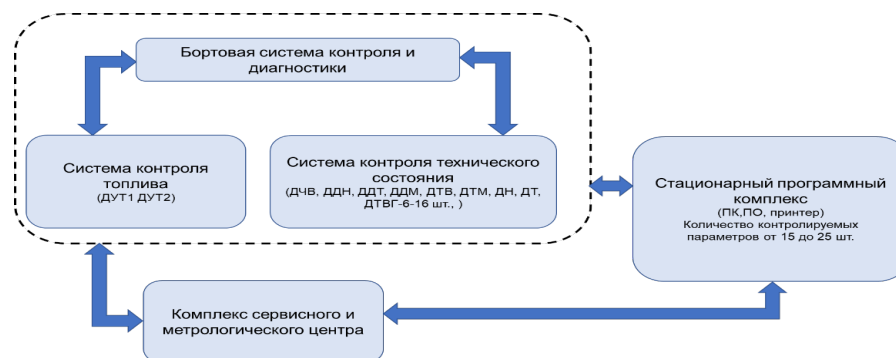 Бортовая система контроля и
диагностики
Система контроля
топлива
(ДУТ1 ДУТ2)
Система контроля технического
состояния
(ДЧВ, ДДН, ДДТ, ДДМ, ДТВ, ДТМ, ДН, ДТ,
ДТВГ-6-16 шт., )
Стационарный программный
комплекс
(ПК,ПО, принтер)
Количество контролируемых
параметров от 15 до 25 шт.
Комплекс сервисного и
метрологического центра